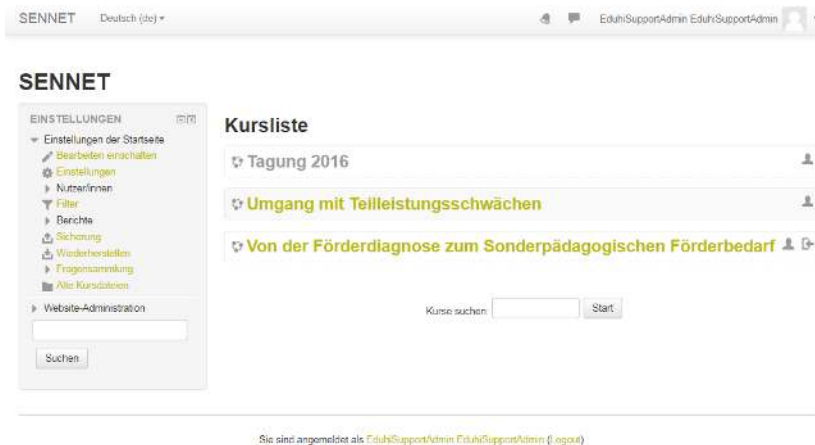 SENNET Deutsch (de) EduhiSupportAdmin EduhiSupportAdmin
SENNET
EINSTELLUNGEN
Einstellungen der Startseite
Bearbeiten einschalten
Einstellungen
Nutzer/innen
Filter
Berichte
Sicherung
Wiederherstellen
Fragensammlung
Alte Kursdateien
Website-Administration
Suchen
Kursliste
Tagung 2016
Umgang mit Teilleistungsschwächen
Von der Förderdiagnose zum Sonderpädagogischen Förderbedarf
Kurse suchen: Start
Sie sind angemeldet als EduhiSupportAdmin EduhiSupportAdmin (Logout)